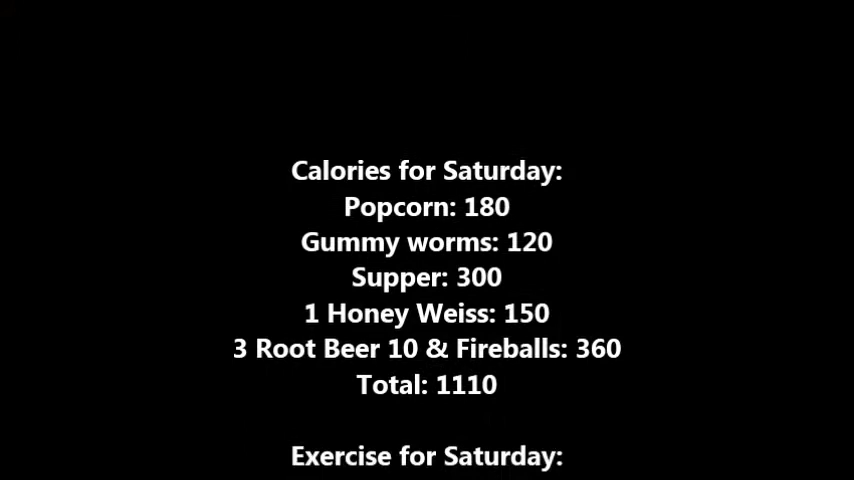 Calories for Saturday:
Popcorn: 180
Gummy worms: 120
Supper: 300
1 Honey Weiss: 150
3 Root Beer 10 & Fireballs: 360
Total: 1110
Exercise for Saturday: